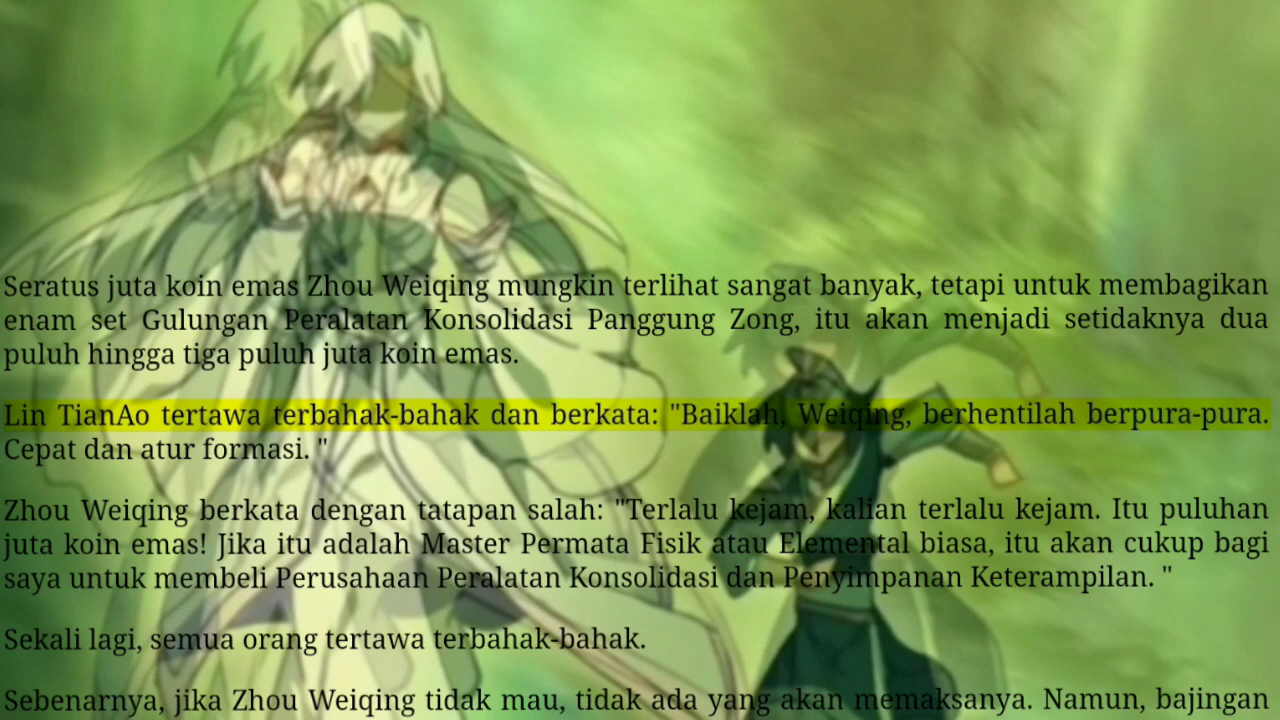 Seratus juta koin emas Zhou Weiqing mungkin terlihat sangat banyak, tetapi untuk membagikan
enam set Gulungan Peralatan Konsolidasi Panggung Zong, itu akan menjadi setidaknya dua
puluh hingga tiga puluh juta koin emas.
Lin TianAo tertawa terbahak-bahak dan berkata: "Baiklah, Weiqing, berhentilah berpura-pura.
Cepat dan atur formasi. "
Zhou Weiqing berkata dengan tatapan salah: "Terlalu kejam, kalian terlalu kejam. Itu puluhan
juta koin emas! Jika itu adalah Master Permata Fisik atau Elemental biasa, itu akan cukup bagi
saya untuk membeli Perusahaan Peralatan Konsolidasi dan Penyimpanan Keterampilan. "
Sekali lagi, semua orang tertawa terbahak-bahak.
Sebenarnya, jika Zhou Weiqing tidak mau, tidak ada yang akan memaksanya. Namun, bajingan